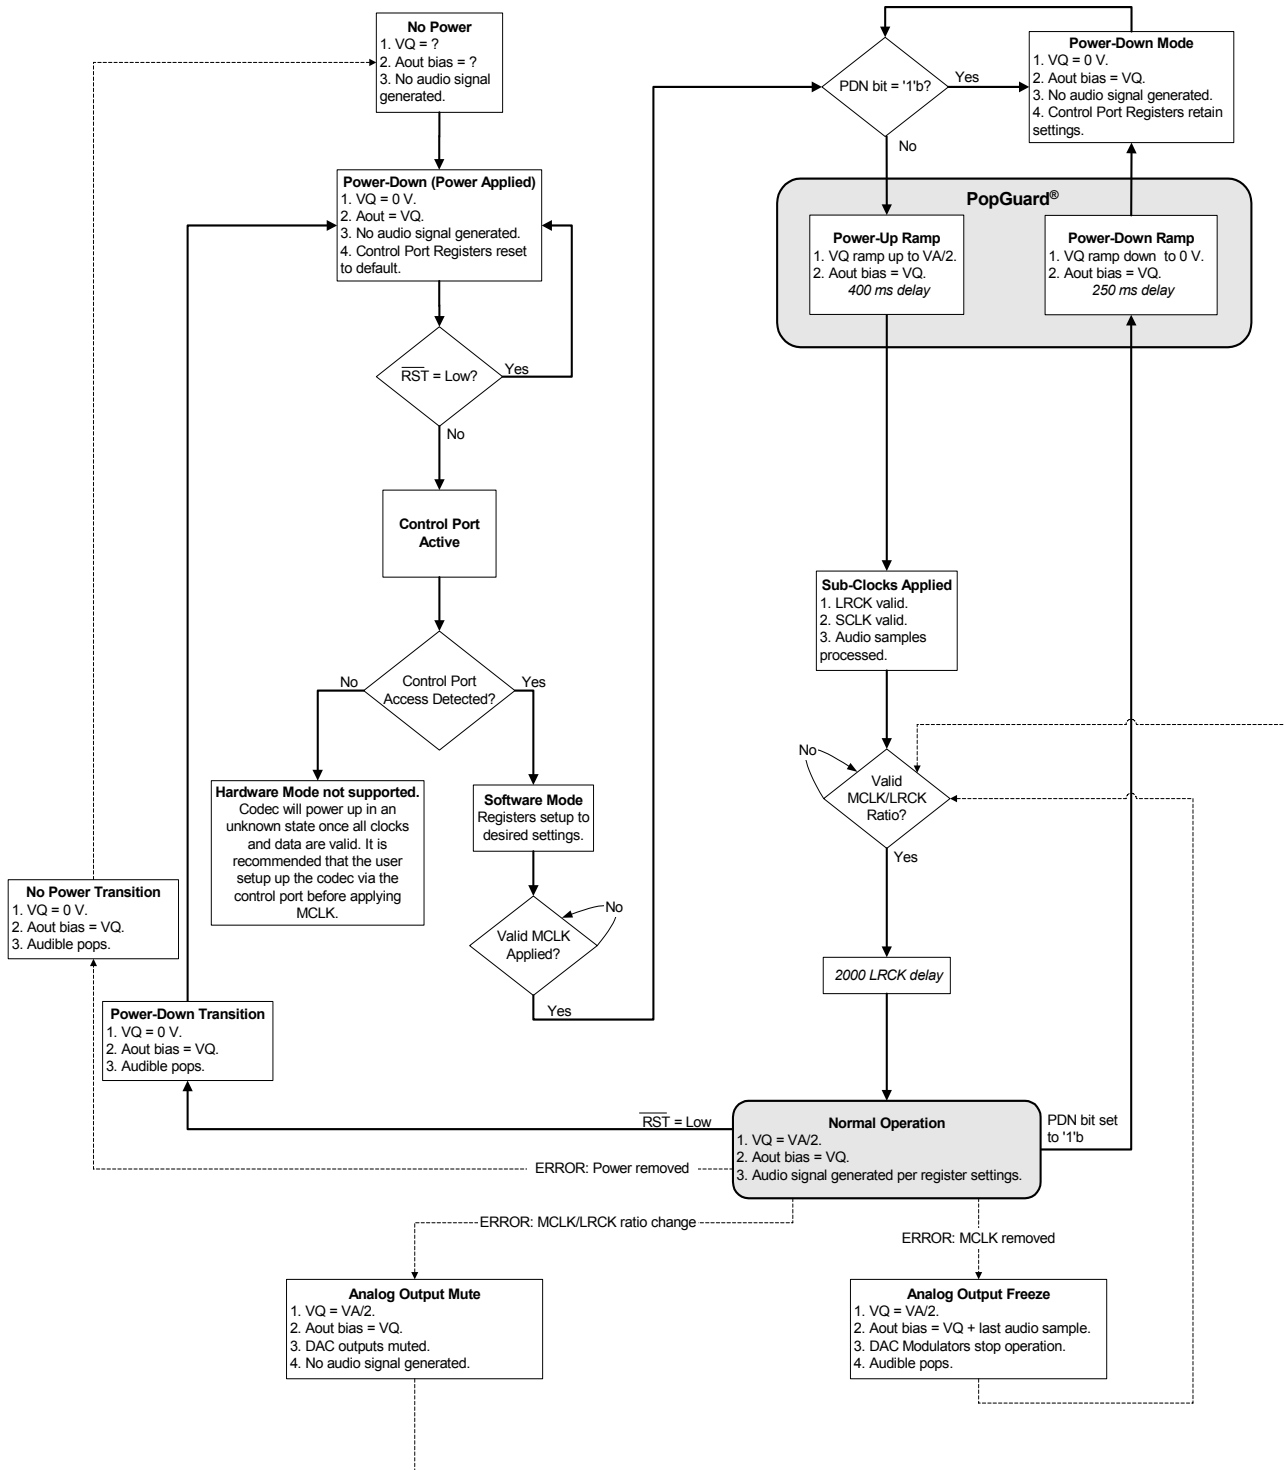 No Power
1. VQ = ?
2. Aout bias = ?
3. No audio signal
generated.
Power-Down (Power Applied)
1. VQ = 0 V.
2. Aout = VQ.
3. No audio signal generated.
4. Control Port Registers reset
to default.
RST = Low?
Yes
No
Control Port
Active
Control Port
Access Detected?
No
Yes
Hardware Mode not supported.
Codec will power up in an
unknown state once all clocks
and data are valid. It is
recommended that the user
setup up the codec via the
control port before applying
MCLK.
Software Mode
Registers setup to
desired settings.
No
Valid MCLK
Applied?
Yes
No Power Transition
1. VQ = 0 V.
2. Aout bias = VQ.
3. Audible pops.
Power-Down Transition
1. VQ = 0 V.
2. Aout bias = VQ.
3. Audible pops.
PDN bit = '1'b?
Yes
No
Power-Down Mode
1. VQ = 0 V.
2. Aout bias = VQ.
3. No audio signal generated.
4. Control Port Registers retain
settings.
PopGuard®
Power-Up Ramp
1. VQ ramp up to VA/2.
2. Aout bias = VQ.
400 ms delay
Power-Down Ramp
1. VQ ramp down to 0 V.
2. Aout bias = VQ.
250 ms delay
Sub-Clocks Applied
1. LRCK valid.
2. SCLK valid.
3. Audio samples
processed.
No
Valid
MCLK/LRCK
Ratio?
Yes
2000 LRCK delay
Normal Operation
1. VQ = VA/2.
2. Aout bias = VQ.
3. Audio signal generated per register settings.
RST = Low
PDN bit set
to '1'b
ERROR: Power removed
ERROR: MCLK/LRCK ratio change
ERROR: MCLK removed
Analog Output Mute
1. VQ = VA/2.
2. Aout bias = VQ.
3. DAC outputs muted.
4. No audio signal generated.
Analog Output Freeze
1. VQ = VA/2.
2. Aout bias = VQ + last audio sample.
3. DAC Modulators stop operation.
4. Audible pops.